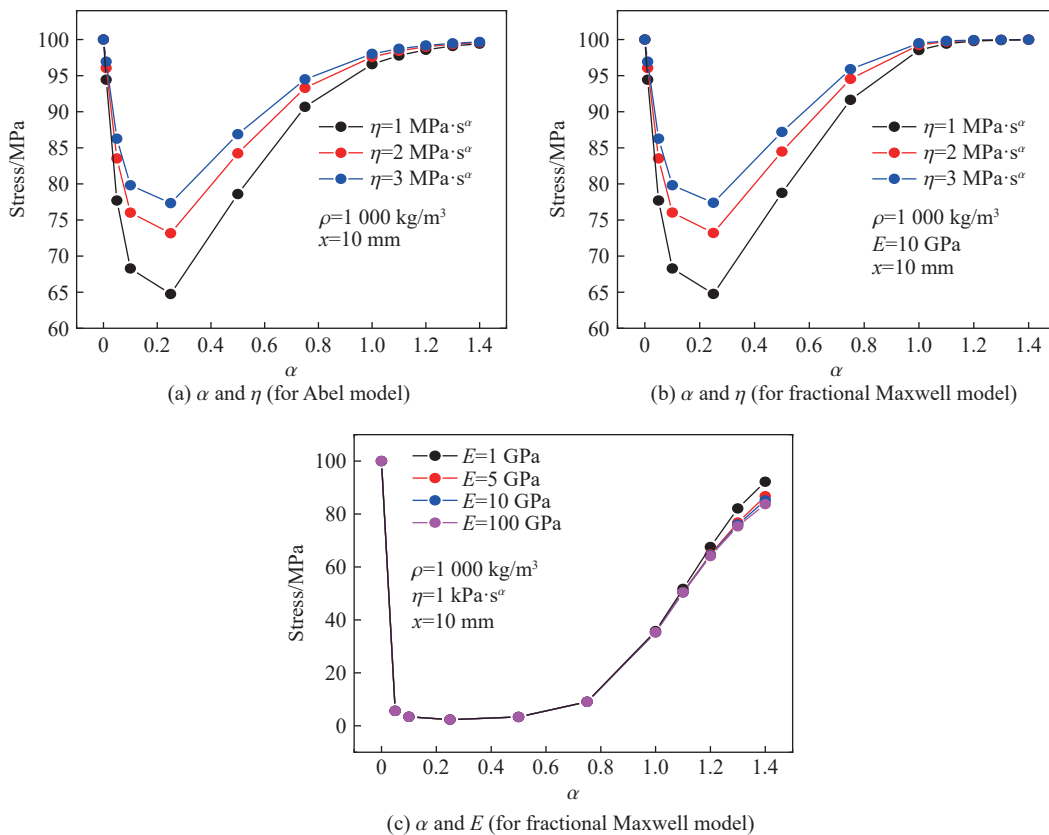 100
95
90
85
80
75
70
65
60
Stress/MPa
η=1 MPa·s^α
η=2 MPa·s^α
η=3 MPa·s^α
ρ=1 000 kg/m³
x=10 mm
0 0.2 0.4 0.6 0.8 1.0 1.2 1.4
α
(a) α and η (for Abel model)
100
95
90
85
80
75
70
65
60
Stress/MPa
η=1 MPa·s^α
η=2 MPa·s^α
η=3 MPa·s^α
ρ=1 000 kg/m³
E=10 GPa
x=10 mm
0 0.2 0.4 0.6 0.8 1.0 1.2 1.4
α
(b) α and η (for fractional Maxwell model)
100
80
60
40
20
0
Stress/MPa
E=1 GPa
E=5 GPa
E=10 GPa
E=100 GPa
ρ=1 000 kg/m³
η=1 kPa·s^α
x=10 mm
0 0.2 0.4 0.6 0.8 1.0 1.2 1.4
α
(c) α and E (for fractional Maxwell model)